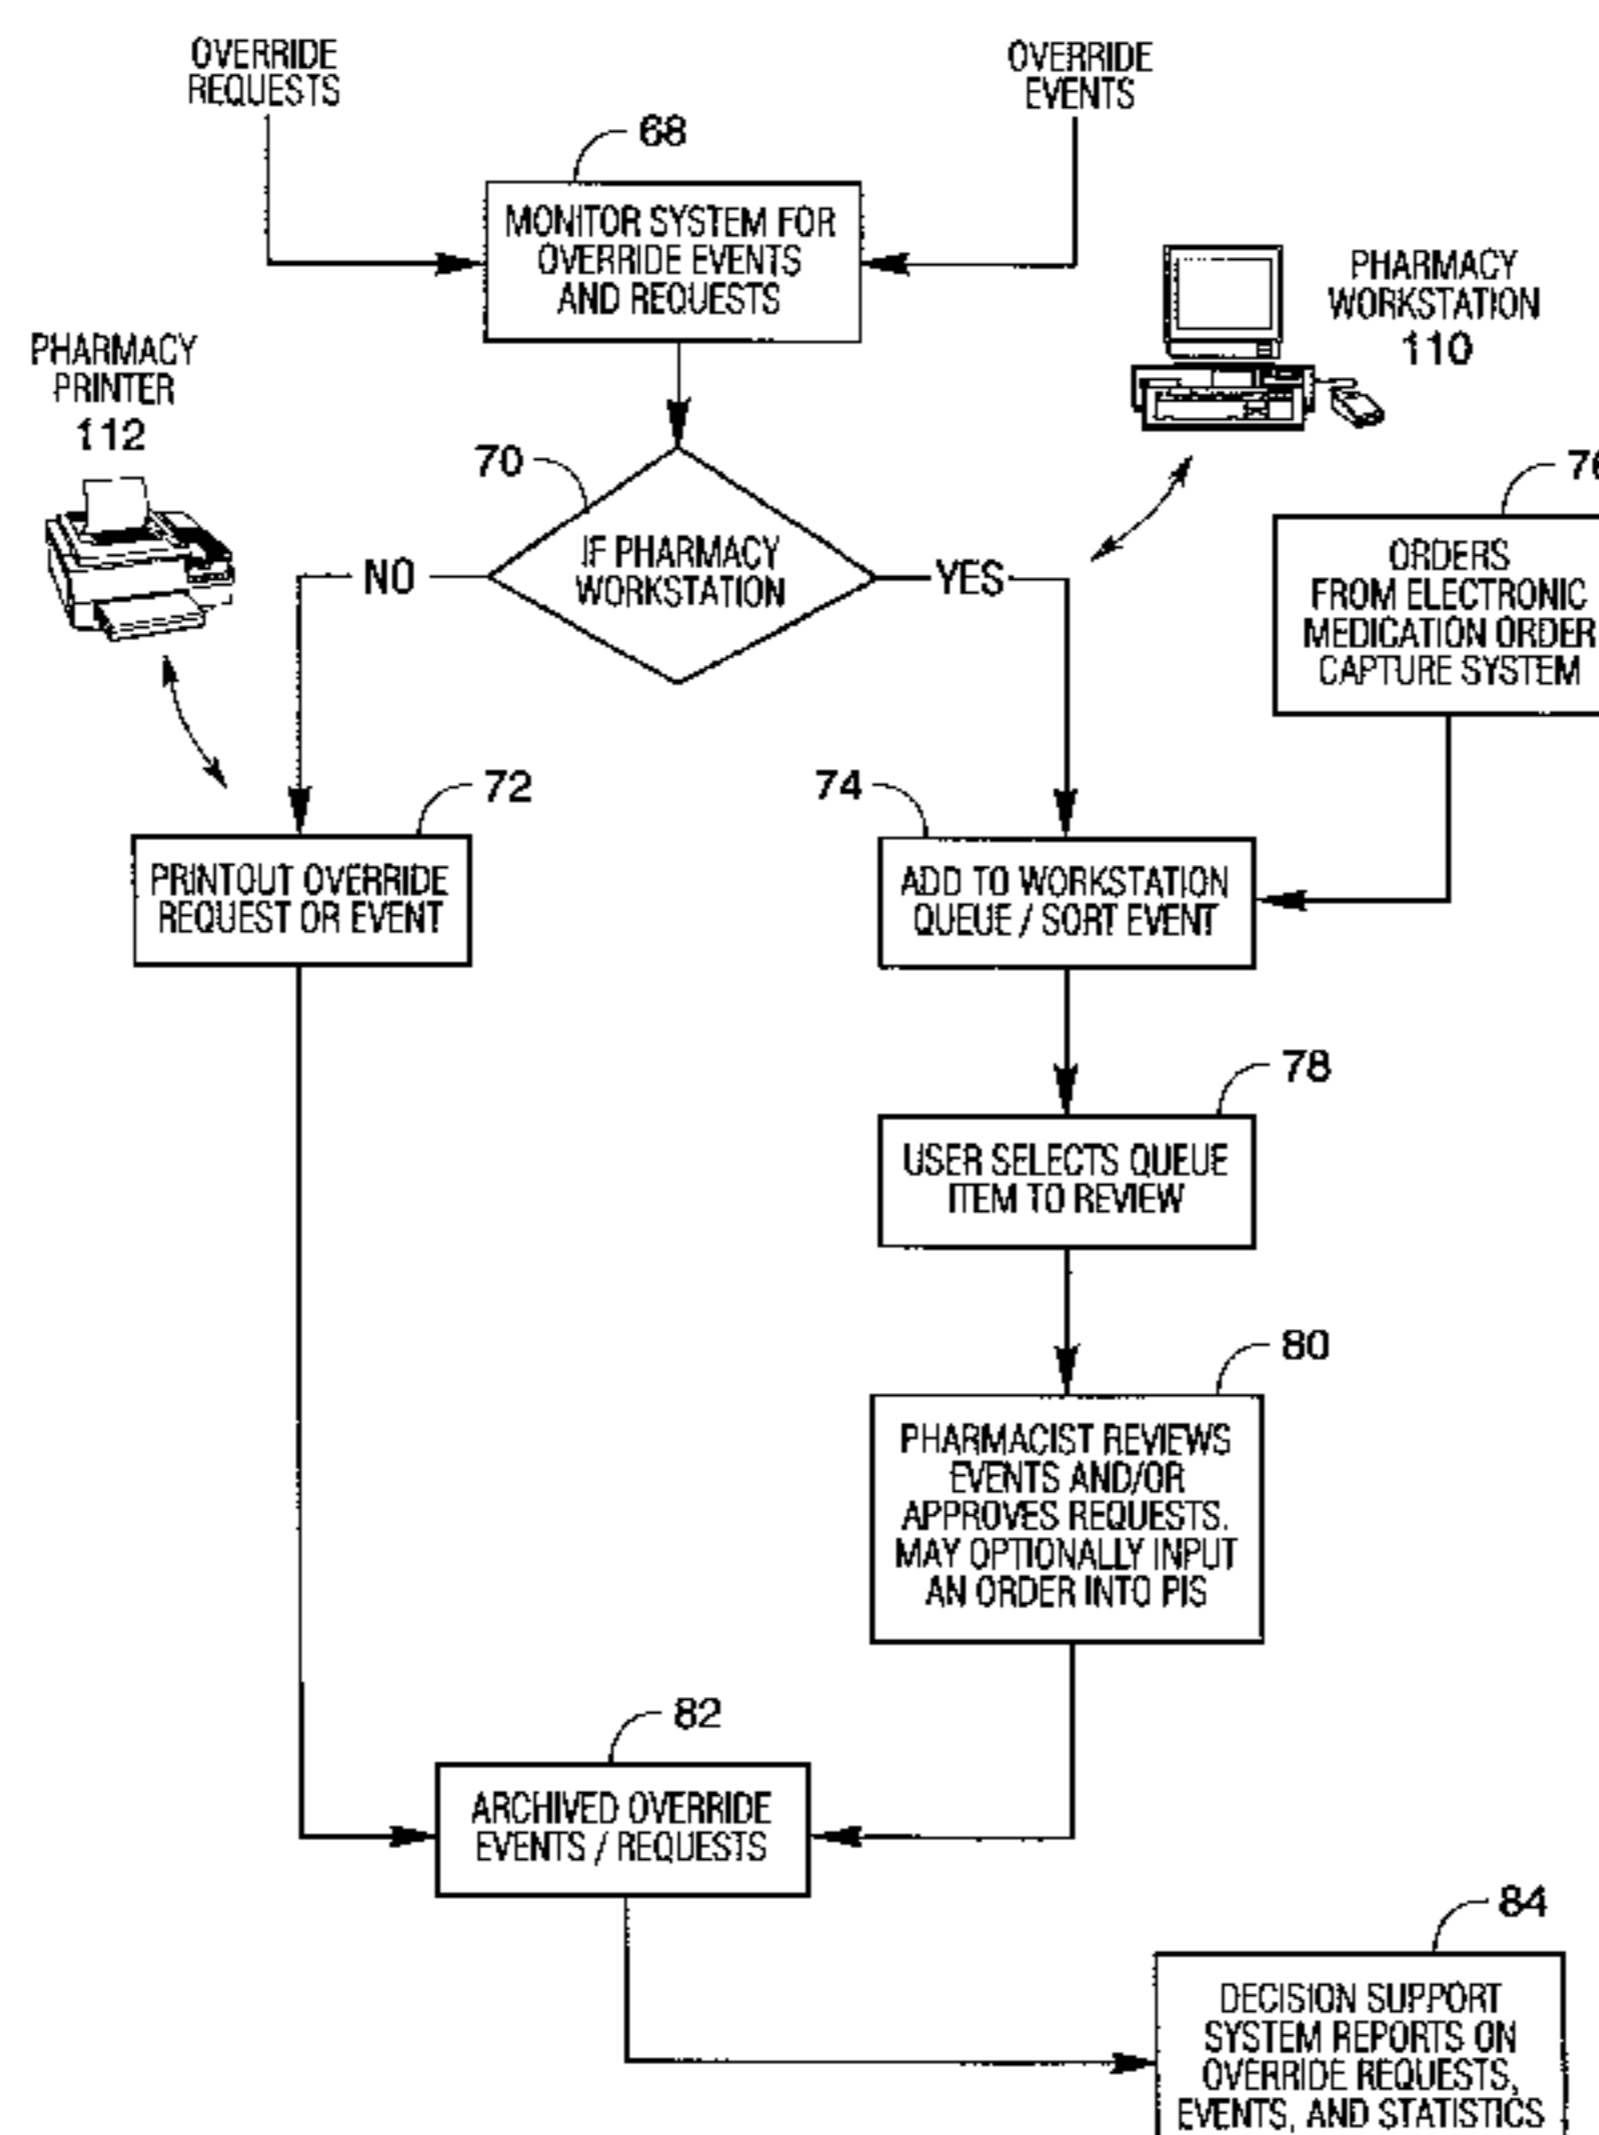 OVERRIDE
REQUESTS
OVERRIDE
EVENTS
68
MONITOR SYSTEM FOR
OVERRIDE EVENTS
AND REQUESTS
PHARMACY
WORKSTATION
110
PHARMACY
PRINTER
112
70
IF PHARMACY
WORKSTATION
NO
YES
ORDERS
FROM ELECTRONIC
MEDICATION ORDER
CAPTURE SYSTEM
72
PRINTOUT OVERRIDE
REQUEST OR EVENT
74
ADD TO WORKSTATION
QUEUE / SORT EVENT
78
USER SELECTS QUEUE
ITEM TO REVIEW
80
PHARMACIST REVIEWS
EVENTS AND/OR
APPROVES REQUESTS.
MAY OPTIONALLY INPUT
AN ORDER INTO PIS
82
ARCHIVED OVERRIDE
EVENTS / REQUESTS
84
DECISION SUPPORT
SYSTEM REPORTS ON
OVERRIDE REQUESTS,
EVENTS, AND STATISTICS